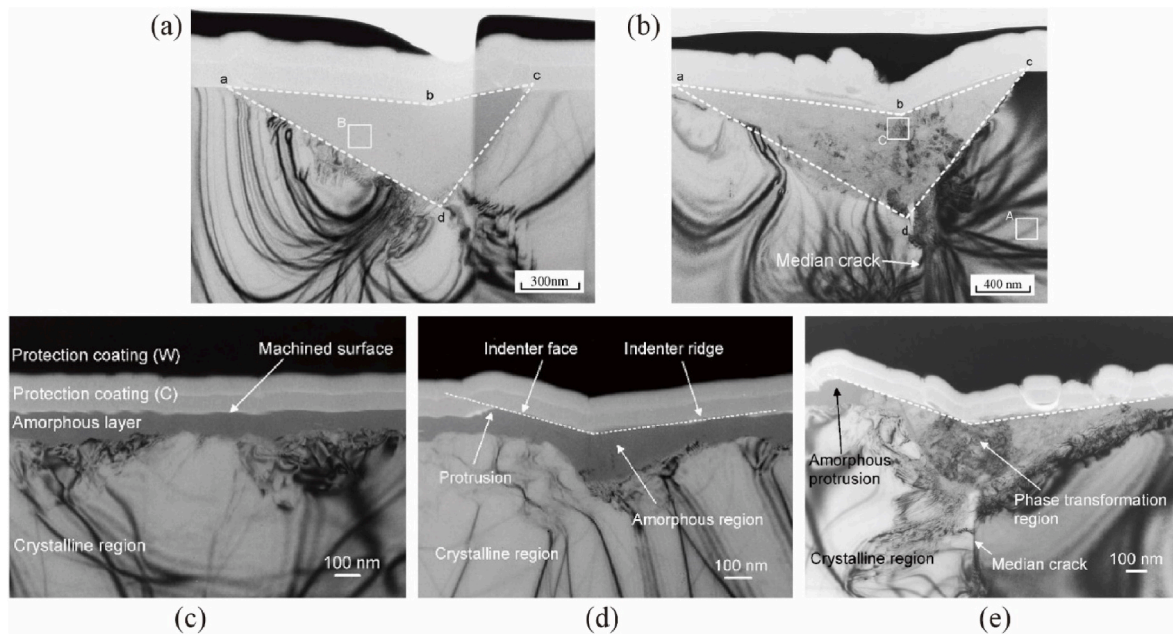 (a)
a
b
c
B
d
300nm
(b)
a
b
c
C
d
A
Median crack
400 nm
Protection coating (W)
Machined surface
Protection coating (C)
Amorphous layer
Crystalline region
100 nm
(c)
Indenter face
Indenter ridge
Protrusion
Amorphous region
Crystalline region
100 nm
(d)
Amorphous
protrusion
Phase transformation
region
Crystalline region
Median crack
100 nm
(e)